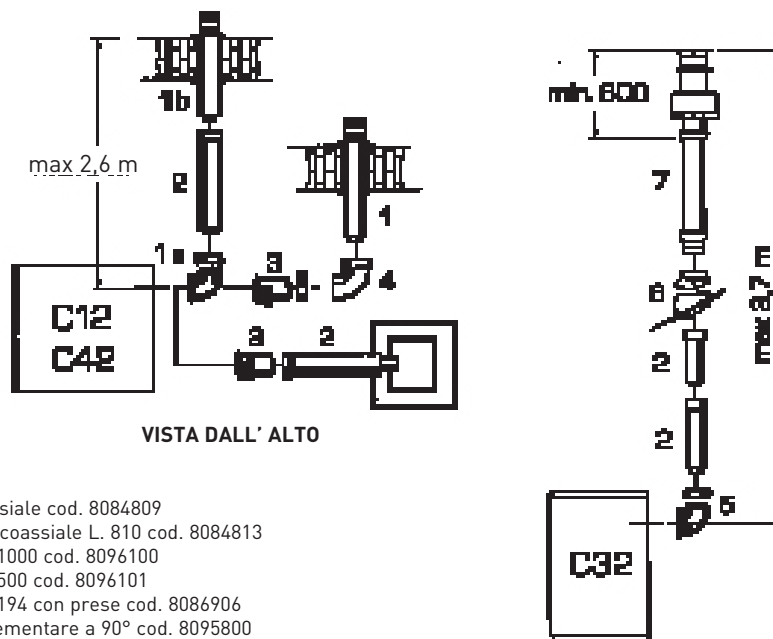 1b
max 2,6 m
2
1
1a
3
4
C12
C42
3
2
VISTA DALL' ALTO
min. 600
7
6
2
2
5
C32
E
max 3,7
siale cod. 8084809
coassiale L. 810 cod. 8084813
1000 cod. 8096100
500 cod. 8096101
194 con prese cod. 8086906
ementare a 90° cod. 8095800